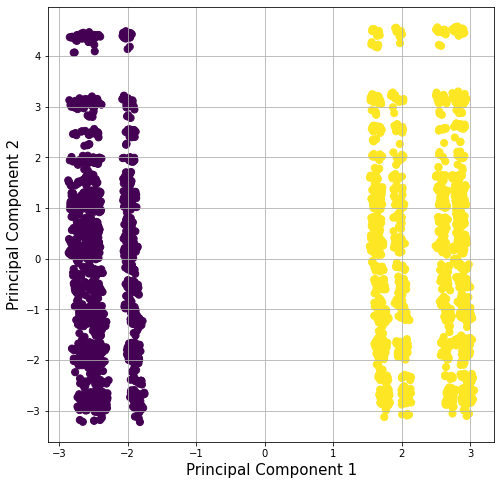 4
3
2
1
0
−1
−2
−3
Principal Component 2
−3 −2 −1 0 1 2 3
Principal Component 1